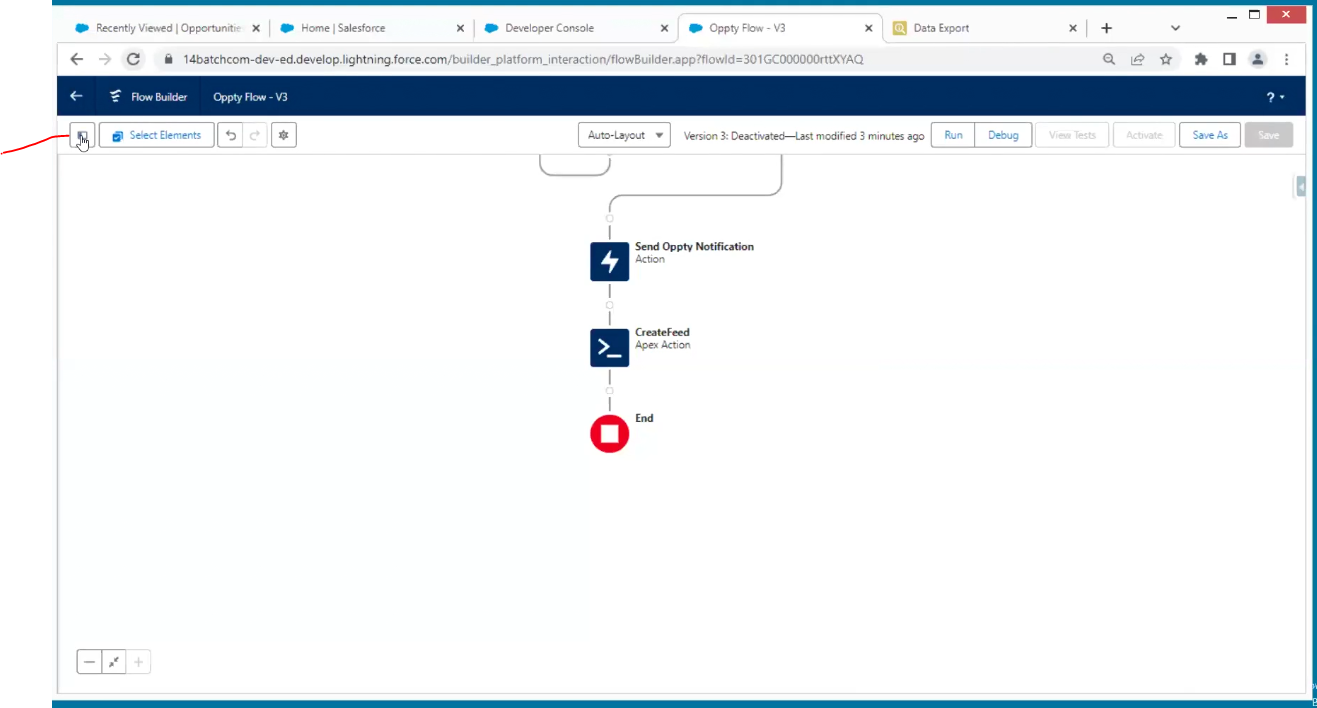 Recently Viewed | Opportunitie
Home | Salesforce
Developer Console
Oppty Flow - V3
Data Export
14batchcom-dev-ed.develop.lightning.force.com/builder_platform_interaction/flowBuilder.app?flowId=301GC000000rttXYAQ
Flow Builder
Oppty Flow - V3
?
Select Elements
Auto-Layout
Version 3: Deactivated—Last modified 3 minutes ago
Run
Debug
View Tests
Activate
Save As
Save
Send Oppty Notification
Action
CreateFeed
Apex Action
End